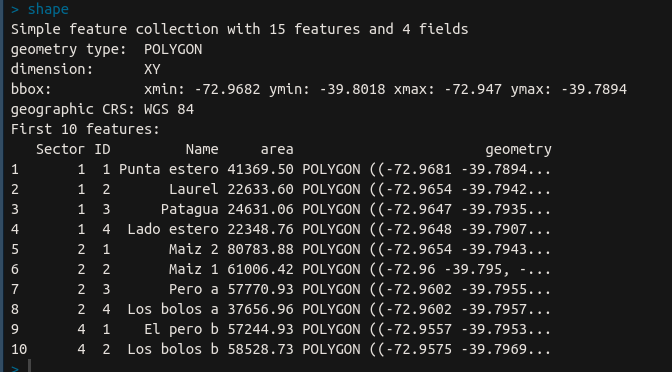 > shape
Simple feature collection with 15 features and 4 fields
geometry type:  POLYGON
dimension:      XY
bbox:           xmin: -72.9682 ymin: -39.8018 xmax: -72.947 ymax: -39.7894
geographic CRS: WGS 84
First 10 features:
   Sector ID         Name     area                       geometry
1       1  1 Punta estero 41369.50 POLYGON ((-72.9681 -39.7894...
2       1  2       Laurel 22633.60 POLYGON ((-72.9654 -39.7942...
3       1  3      Patagua 24631.06 POLYGON ((-72.9647 -39.7935...
4       1  4  Lado estero 22348.76 POLYGON ((-72.9648 -39.7907...
5       2  1       Maiz 2 80783.88 POLYGON ((-72.9654 -39.7943...
6       2  2       Maiz 1 61006.42 POLYGON ((-72.96 -39.795, -...
7       2  3       Pero a 57770.93 POLYGON ((-72.9602 -39.7955...
8       2  4  Los bolos a 37656.96 POLYGON ((-72.9602 -39.7957...
9       4  1    El pero b 57244.93 POLYGON ((-72.9557 -39.7953...
10      4  2  Los bolos b 58528.73 POLYGON ((-72.9575 -39.7969...
>